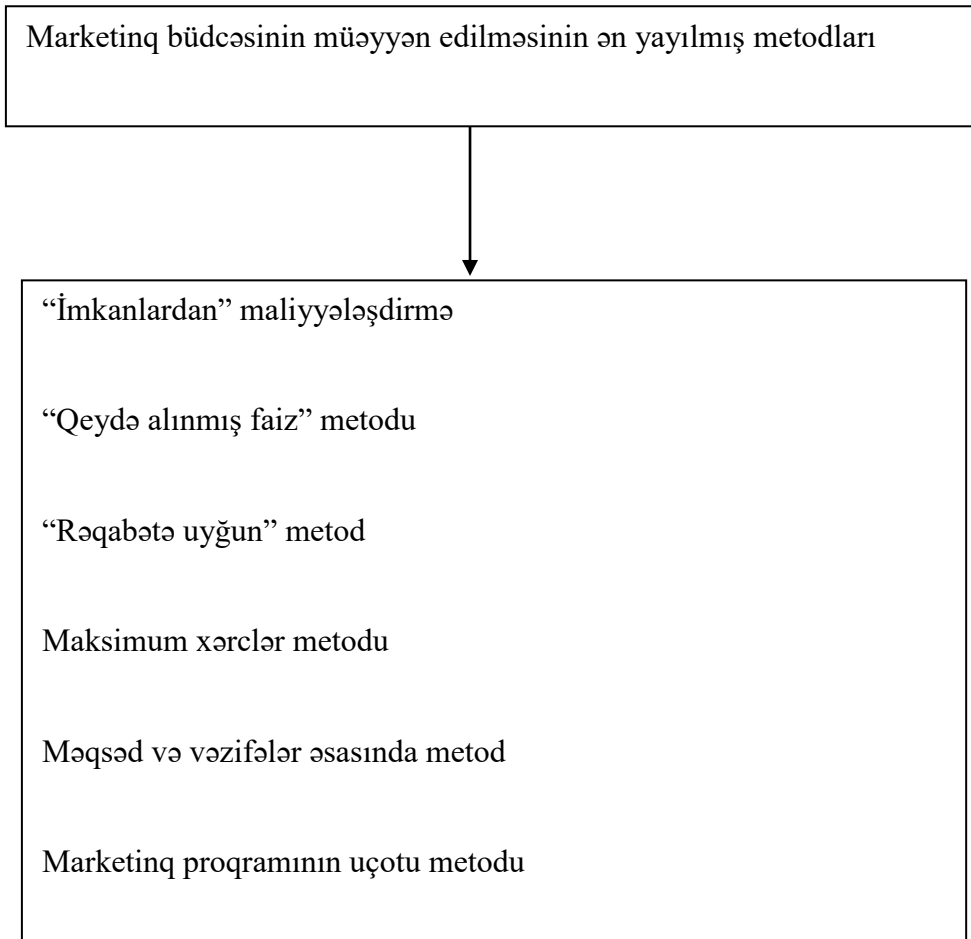 Marketinq büdcəsinin müəyyən edilməsinin ən yayılmış metodları
“İmkanlardan” maliyyələşdirmə
“Qeydə alınmış faiz” metodu
“Rəqabətə uyğun” metod
Maksimum xərclər metodu
Məqsəd və vəzifələr əsasında metod
Marketinq proqramının uçotu metodu